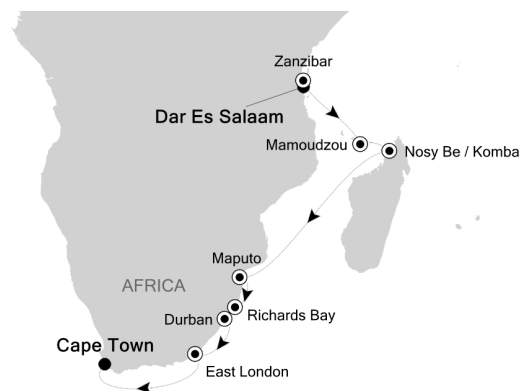 Zanzibar
Dar Es Salaam
Mamoudzou
Nosy Be / Komba
Maputo
AFRICA
Richards Bay
Durban
Cape Town
East London